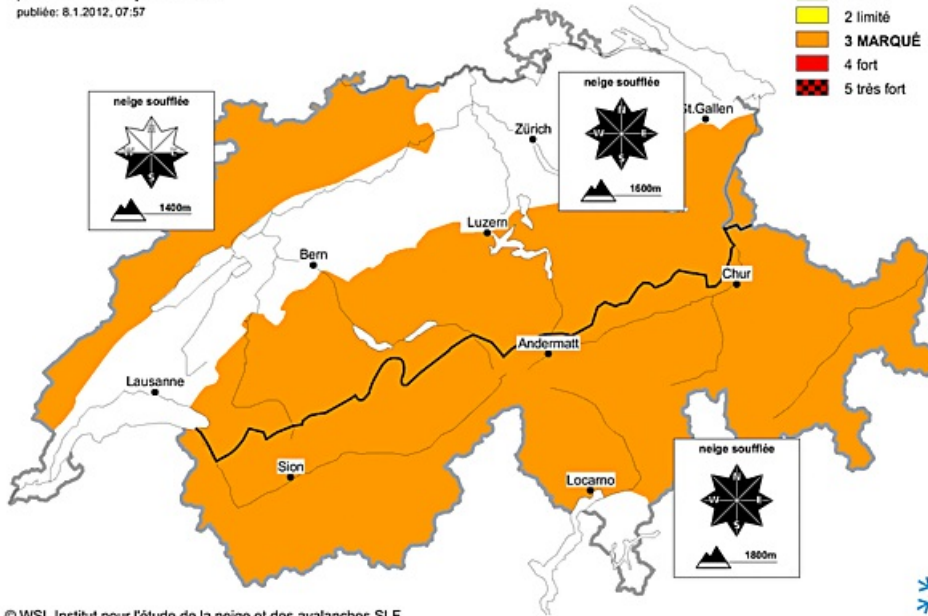 publiée: 8.1.2012, 07:57
2 limité
3 MARQUÉ
4 fort
5 très fort
neige soufflée
S
1400m
neige soufflée
N
W
E
S
1600m
St.Gallen
Zürich
Luzern
Bern
Chur
Andermatt
Lausanne
Sion
Locarno
neige soufflée
N
W
E
S
1800m
© WSL Institut pour l'étude de la neige et des avalanches SLF